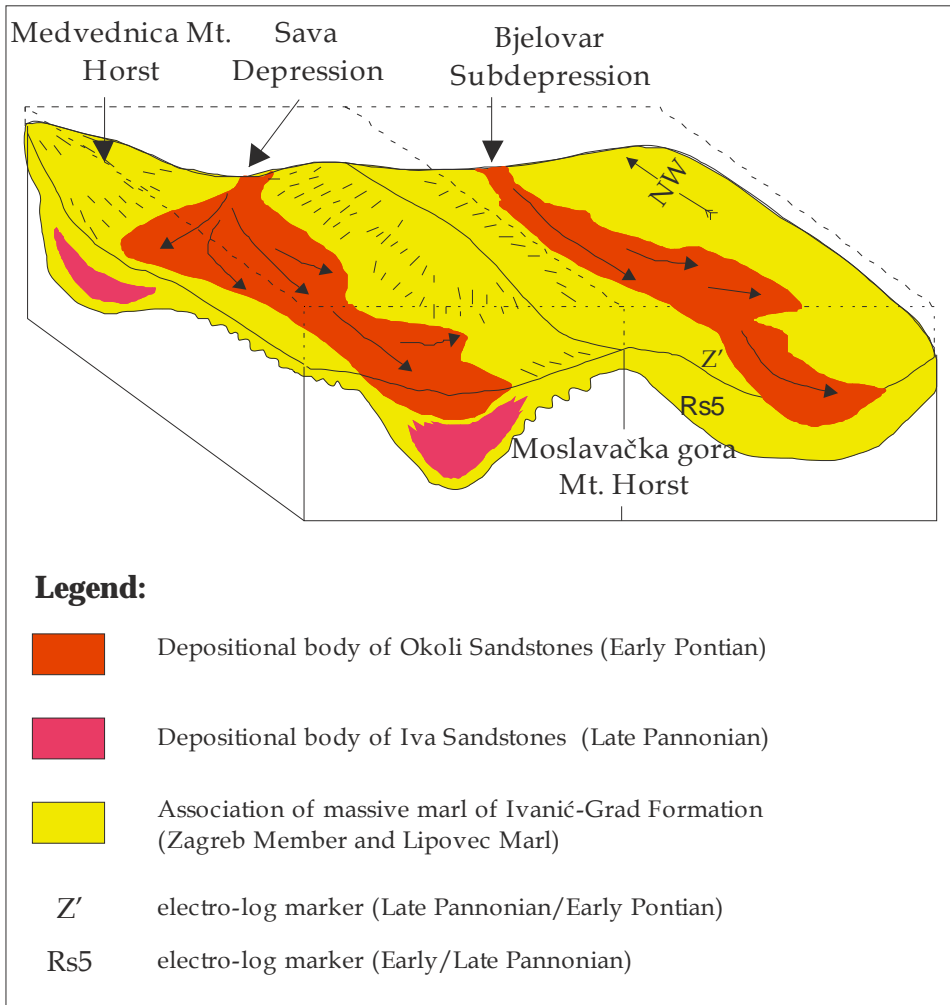 Medvednica Mt.
Horst
Sava
Depression
Bjelovar
Subdepression
NW
Z'
Rs5
Moslavačka gora
Mt. Horst
Legend:
Depositional body of Okoli Sandstones (Early Pontian)
Depositional body of Iva Sandstones (Late Pannonian)
Association of massive marl of Ivanić-Grad Formation
(Zagreb Member and Lipovec Marl)
Z' electro-log marker (Late Pannonian/Early Pontian)
Rs5 electro-log marker (Early/Late Pannonian)